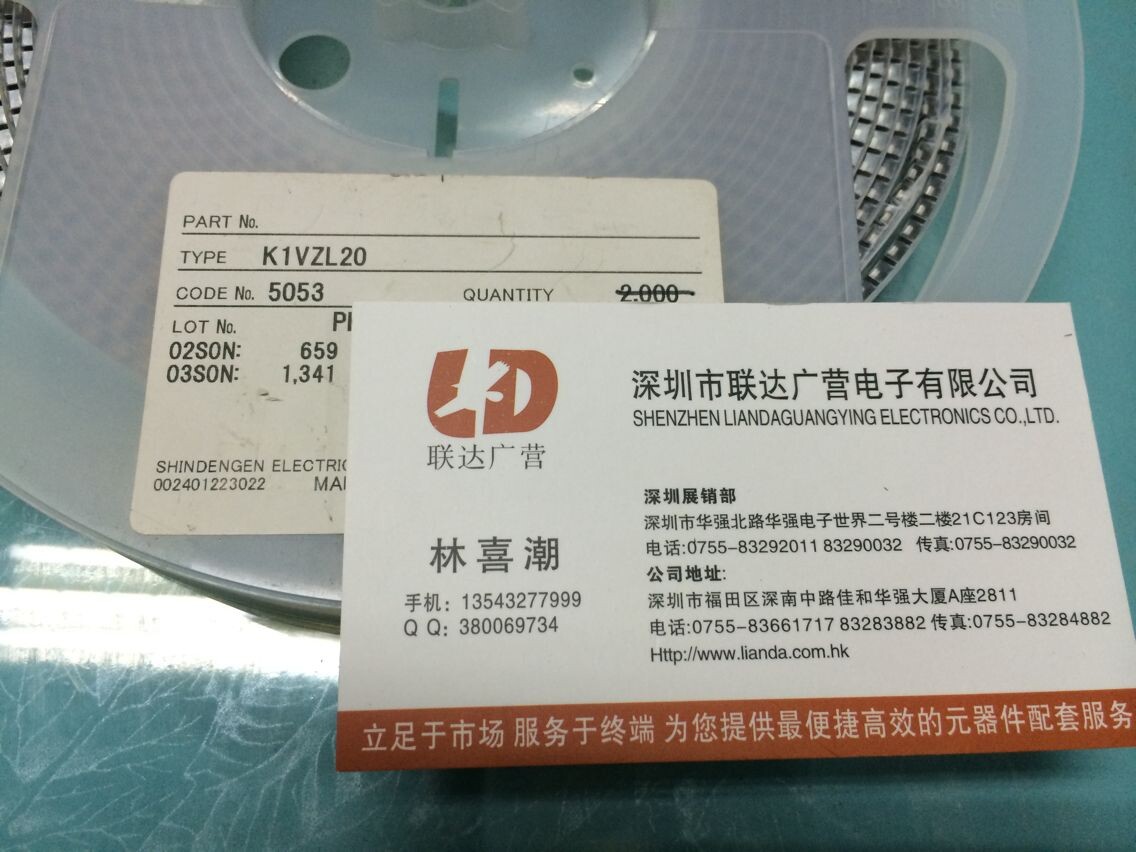 PART No.
TYPE K1VZL20
CODE No. 5053 QUANTITY 2,000
LOT No.
02SON: 659
03SON: 1,341
SHINDENGEN
002401223022
LD
联达广营
深圳市联达广营电子有限公司
SHENZHEN LIANDAGUANGYING ELECTRONICS CO.,LTD.
林喜潮
手机：13543277999
Q Q：380069734
深圳展销部
深圳市华强北路华强电子世界二号楼二楼21C123房间
电话:0755-83292011 83290032 传真:0755-83290032
公司地址:
深圳市福田区深南中路佳和华强大厦A座2811
电话:0755-83661717 83283882 传真:0755-83284882
Http://www.lianda.com.hk
立足于市场 服务于终端 为您提供最便捷高效的元器件配套服务